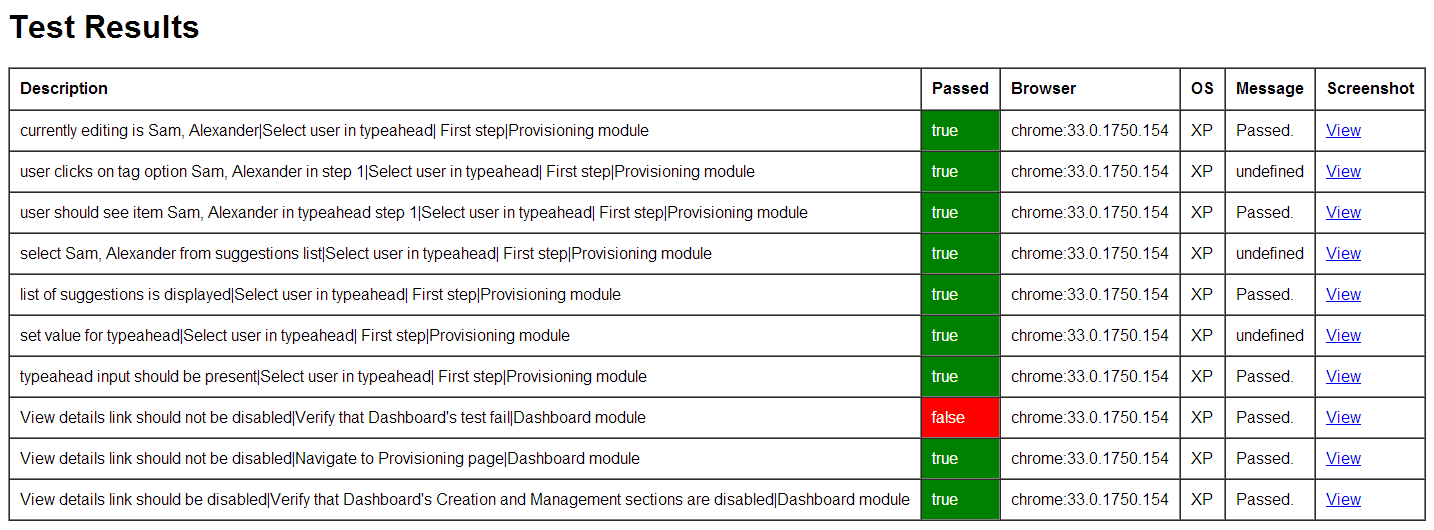 Test Results
Description Passed Browser OS Message Screenshot
currently editing is Sam, Alexander|Select user in typeahead| First step|Provisioning module true chrome:33.0.1750.154 XP Passed. View
user clicks on tag option Sam, Alexander in step 1|Select user in typeahead| First step|Provisioning module true chrome:33.0.1750.154 XP undefined View
user should see item Sam, Alexander in typeahead step 1|Select user in typeahead| First step|Provisioning module true chrome:33.0.1750.154 XP Passed. View
select Sam, Alexander from suggestions list|Select user in typeahead| First step|Provisioning module true chrome:33.0.1750.154 XP undefined View
list of suggestions is displayed|Select user in typeahead| First step|Provisioning module true chrome:33.0.1750.154 XP Passed. View
set value for typeahead|Select user in typeahead| First step|Provisioning module true chrome:33.0.1750.154 XP undefined View
typeahead input should be present|Select user in typeahead| First step|Provisioning module true chrome:33.0.1750.154 XP Passed. View
View details link should not be disabled|Verify that Dashboard's test fail|Dashboard module false chrome:33.0.1750.154 XP Passed. View
View details link should not be disabled|Navigate to Provisioning page|Dashboard module true chrome:33.0.1750.154 XP Passed. View
View details link should be disabled|Verify that Dashboard's Creation and Management sections are disabled|Dashboard module true chrome:33.0.1750.154 XP Passed. View